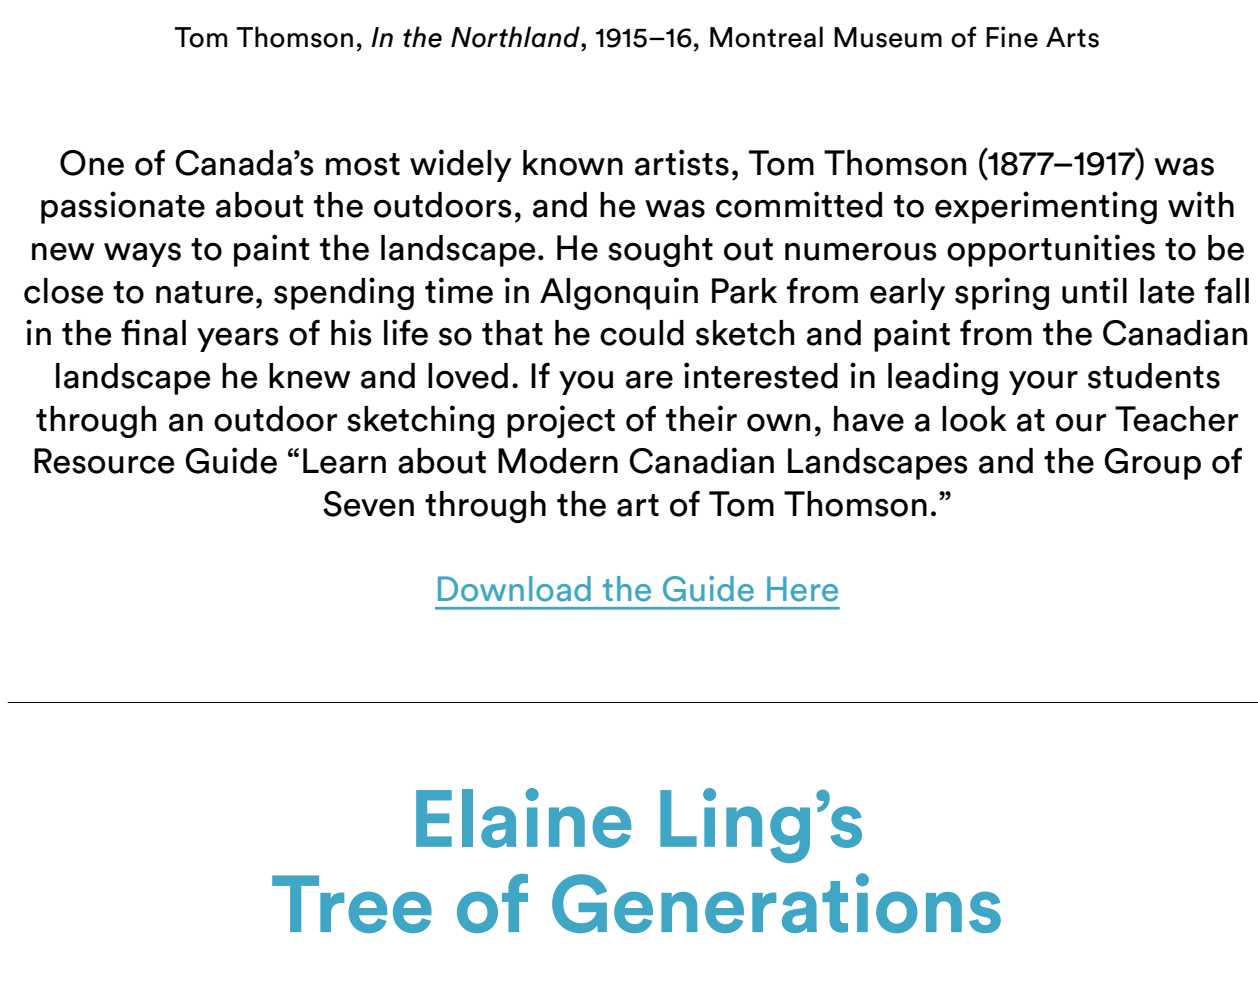 Tom Thomson, In the Northland, 1915–16, Montreal Museum of Fine Arts
One of Canada’s most widely known artists, Tom Thomson (1877–1917) was
passionate about the outdoors, and he was committed to experimenting with
new ways to paint the landscape. He sought out numerous opportunities to be
close to nature, spending time in Algonquin Park from early spring until late fall
in the final years of his life so that he could sketch and paint from the Canadian
landscape he knew and loved. If you are interested in leading your students
through an outdoor sketching project of their own, have a look at our Teacher
Resource Guide “Learn about Modern Canadian Landscapes and the Group of
Seven through the art of Tom Thomson.”
Download the Guide Here
Elaine Ling’s
Tree of Generations